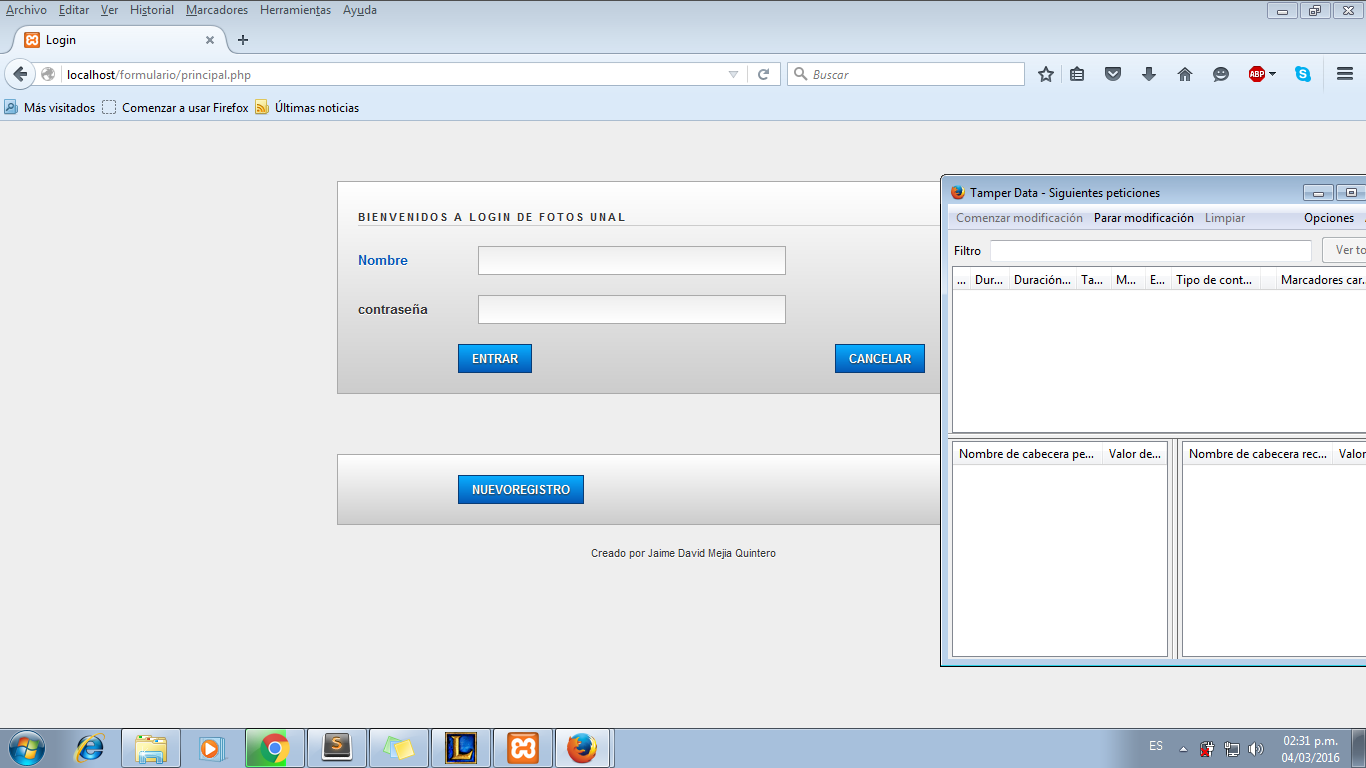 Archivo Editar Ver Historial Marcadores Herramientas Ayuda
Login
localhost/formulario/principal.php
Buscar
ABP
Más visitados Comenzar a usar Firefox Últimas noticias
BIENVENIDOS A LOGIN DE FOTOS UNAL
Nombre
contraseña
ENTRAR CANCELAR
NUEVOREGISTRO
Creado por Jaime David Mejia Quintero
Tamper Data - Siguientes peticiones
Comenzar modificación Parar modificación Limpiar Opciones
Filtro Ver to
... Dur... Duración... Ta... M... E... Tipo de cont... Marcadores car...
Nombre de cabecera pe... Valor de... Nombre de cabecera rec... Valor
ES 02:31 p.m.
04/03/2016